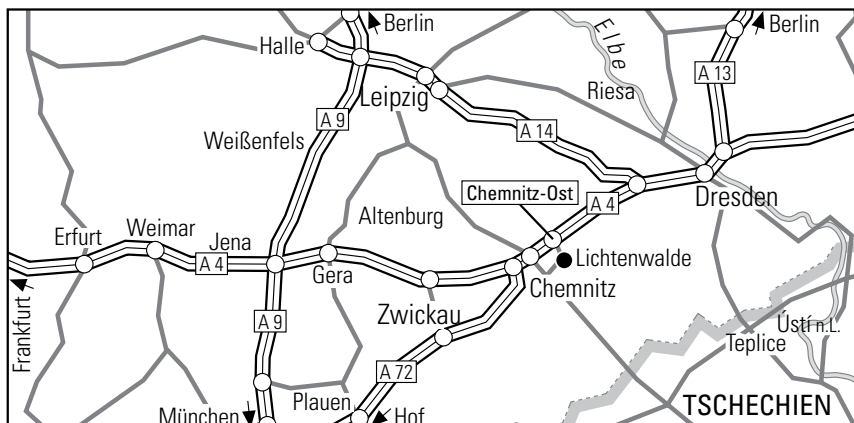 Berlin
Halle
Elbe
Berlin
A 13
Riesa
Leipzig
A 9
Weißenfels
A 14
Chemnitz-Ost
Dresden
A 4
Altenburg
Weimar
Jena
Erfurt
A 4
Gera
Lichtenwalde
Chemnitz
Frankfurt
A 9
Zwickau
Ústí n.L.
Teplice
A 72
Plauen
München
Hof
TSCHECHIEN